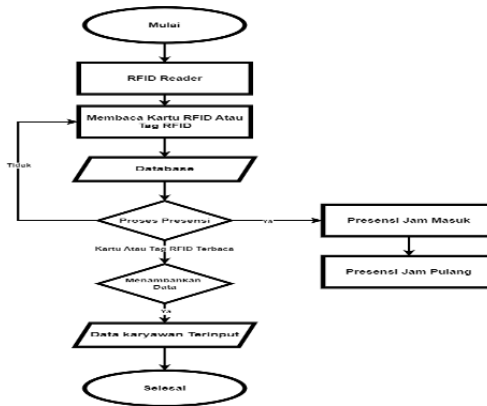 Mulai
RFID Reader
Membaca Kartu RFID Atau
Tag RFID
Tidak
Database
Proses Presensi
Ya
Presensi Jam Masuk
Kartu Atau Tag RFID Terbaca
Presensi Jam Pulang
Menambahkan
Data
Ya
Data karyawan Terinput
Selesai